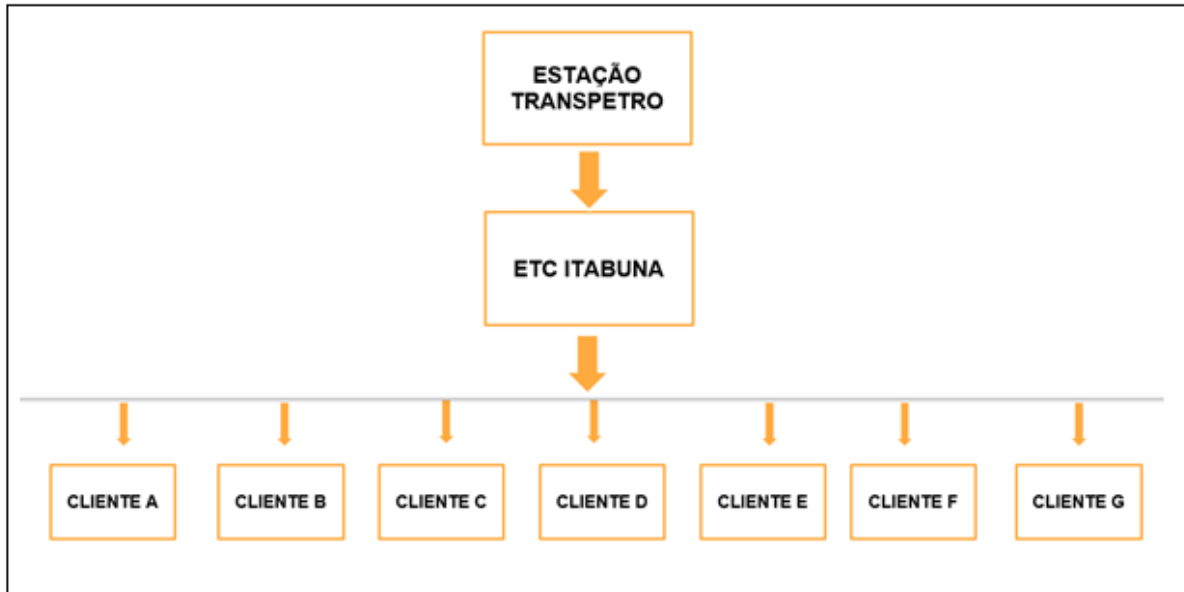 ESTAÇÃO
TRANSPETRO
ETC ITABUNA
CLIENTE A
CLIENTE B
CLIENTE C
CLIENTE D
CLIENTE E
CLIENTE F
CLIENTE G